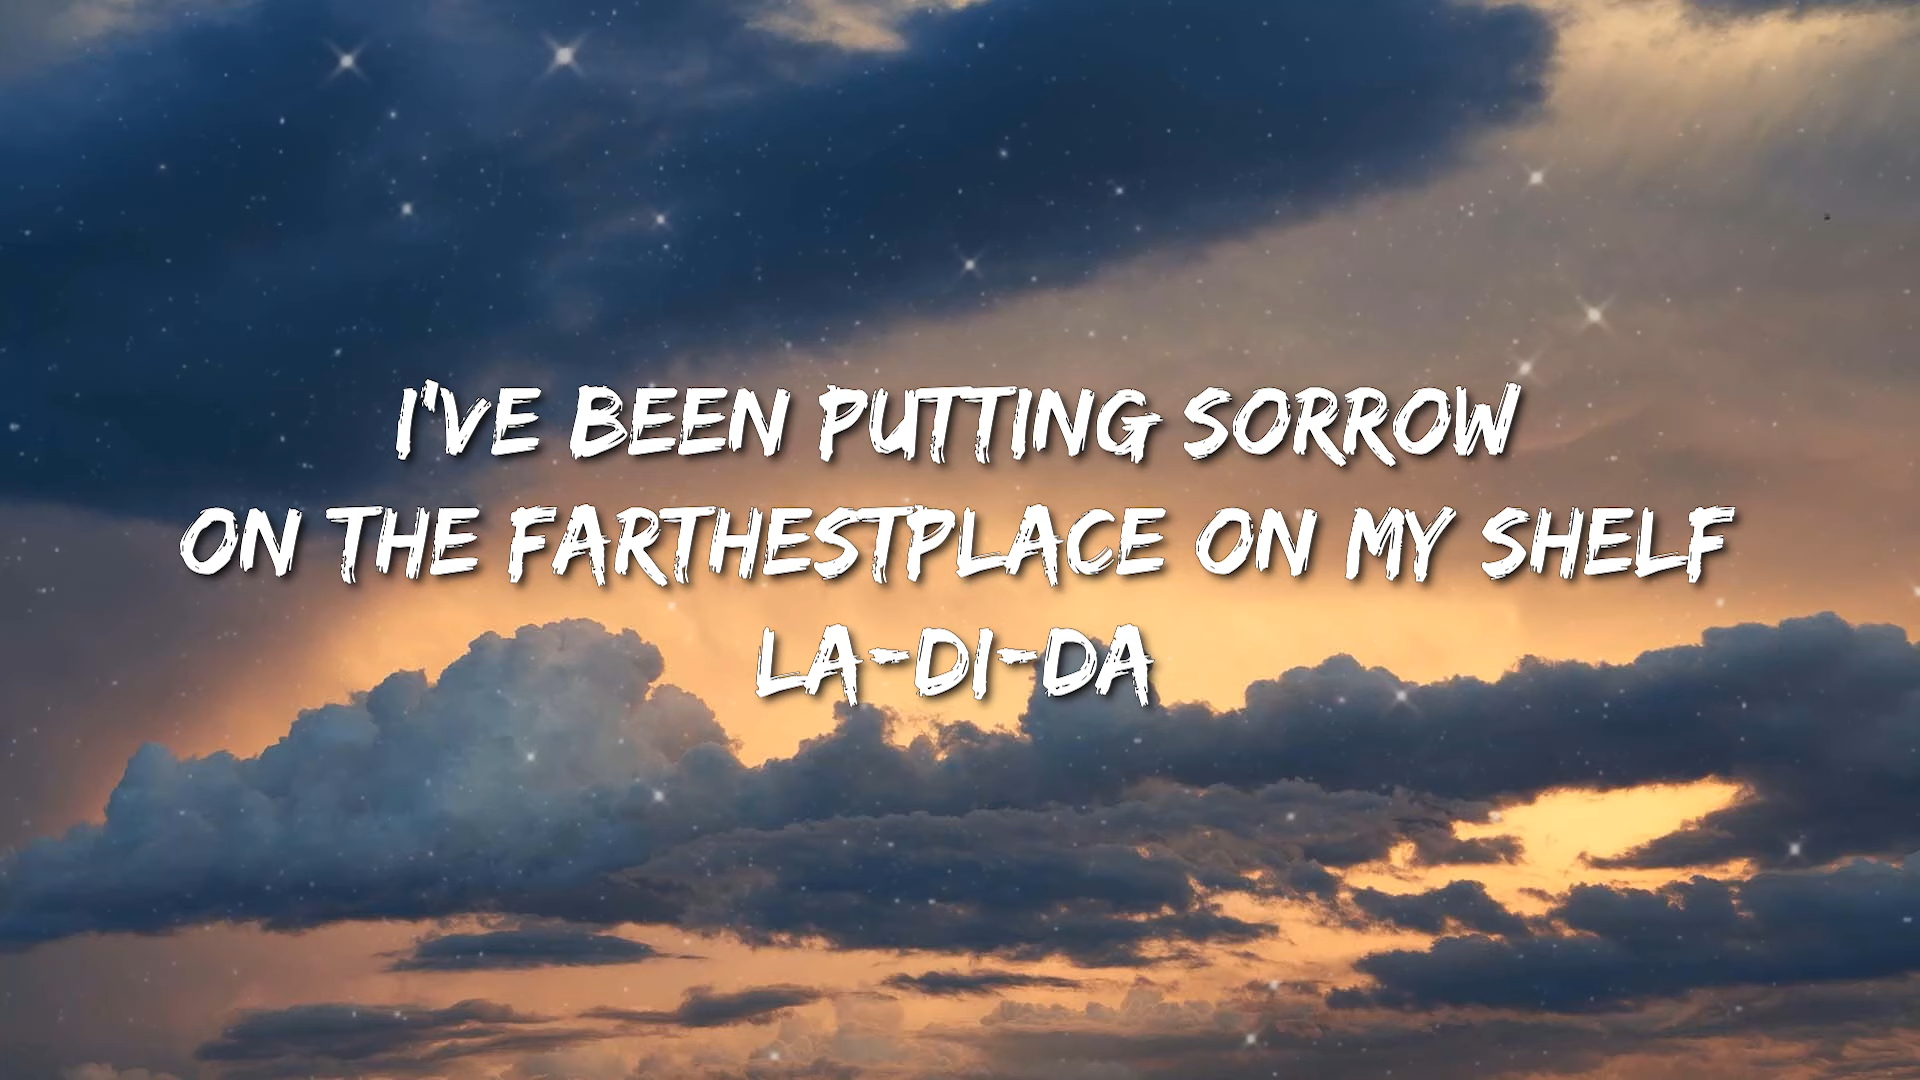 I'VE BEEN PUTTING SORROW
ON THE FARTHESTPLACE ON MY SHELF
LA-DI-DA